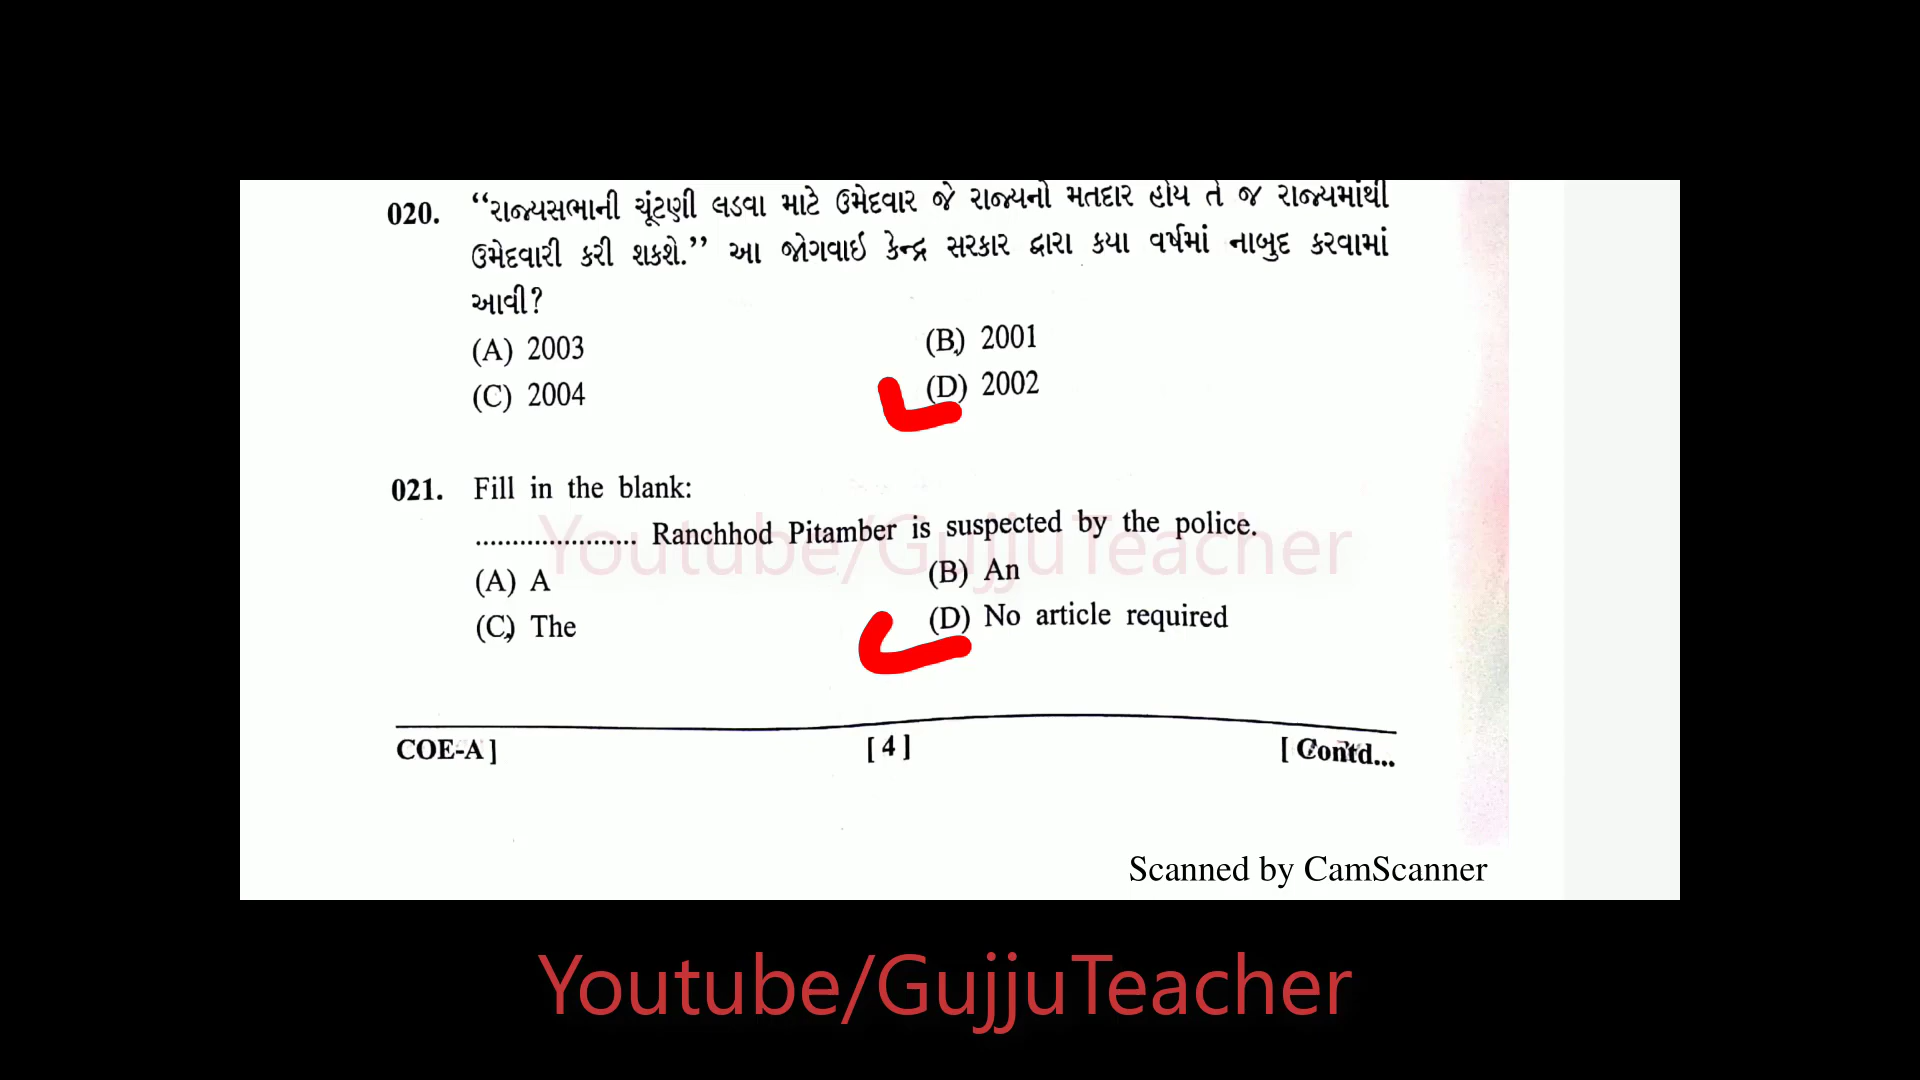 020. “રાજ્યસભાની ચૂંટણી લડવા માટે ઉમેદવાર જે રાજ્યનો મતદાર હોય તે જ રાજ્યમાંથી
ઉમેદવારી કરી શકશે.” આ જોગવાઈ કેન્દ્ર સરકાર દ્વારા કયા વર્ષમાં નાબુદ કરવામાં
આવી?
(A) 2003 (B) 2001
(C) 2004 (D) 2002
021. Fill in the blank:
...................... Ranchhod Pitamber is suspected by the police.
(A) A (B) An
(C) The (D) No article required
Youtube/GujjuTeacher
COE-A ] [ 4 ] [ Contd...
Scanned by CamScanner
Youtube/GujjuTeacher